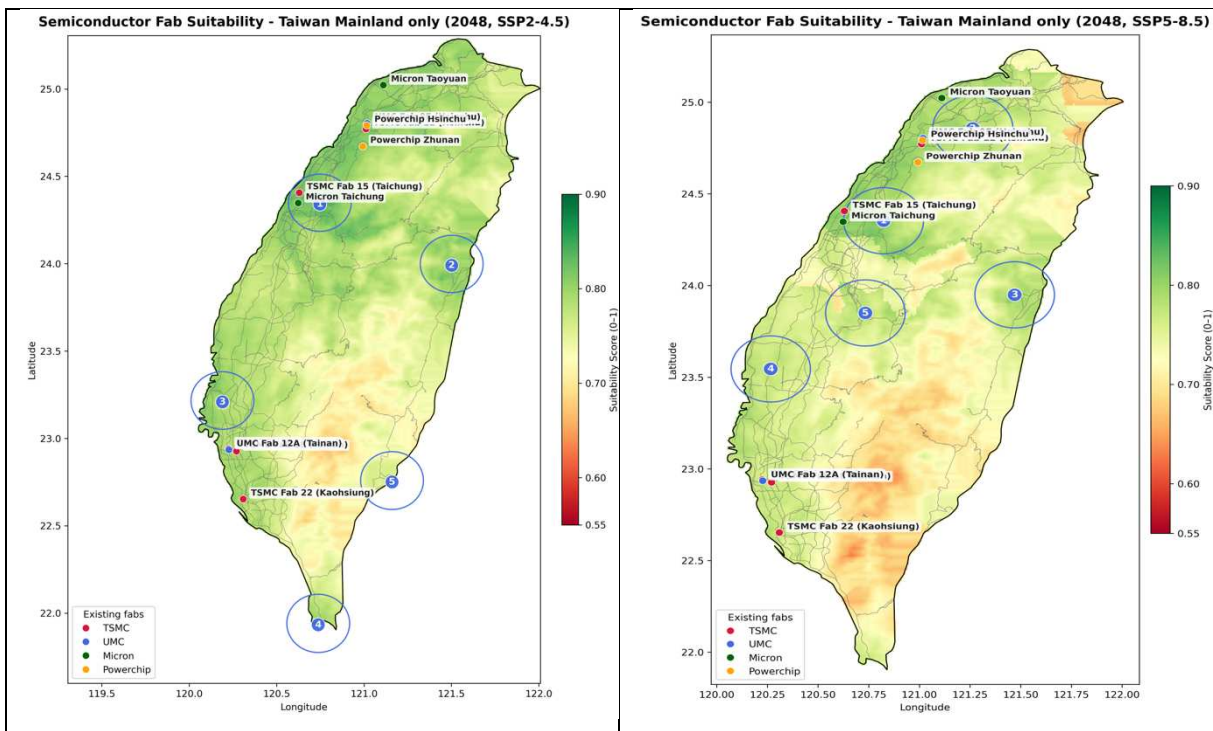 Semiconductor Fab Suitability - Taiwan Mainland only (2048, SSP2-4.5)
25.0
24.5
24.0
23.5
23.0
22.5
22.0
Latitude
Micron Taoyuan
Powerchip Hsinchu
Powerchip Zhunan
TSMC Fab 15 (Taichung)
Micron Taichung
1
2
3
UMC Fab 12A (Tainan)
TSMC Fab 22 (Kaohsiung)
5
4
Existing fabs
TSMC
UMC
Micron
Powerchip
119.5
120.0
120.5
121.0
121.5
122.0
Longitude
0.90
0.80
0.70
0.60
0.55
Suitability Score (0–1)
Semiconductor Fab Suitability - Taiwan Mainland only (2048, SSP5-8.5)
25.0
24.5
24.0
23.5
23.0
22.5
22.0
Latitude
Micron Taoyuan
Powerchip Hsinchu
Powerchip Zhunan
TSMC Fab 15 (Taichung)
Micron Taichung
3
5
4
UMC Fab 12A (Tainan)
TSMC Fab 22 (Kaohsiung)
Existing fabs
TSMC
UMC
Micron
Powerchip
120.00
120.25
120.50
120.75
121.00
121.25
121.50
121.75
122.00
Longitude
0.90
0.80
0.70
0.60
0.55
Suitability Score (0–1)